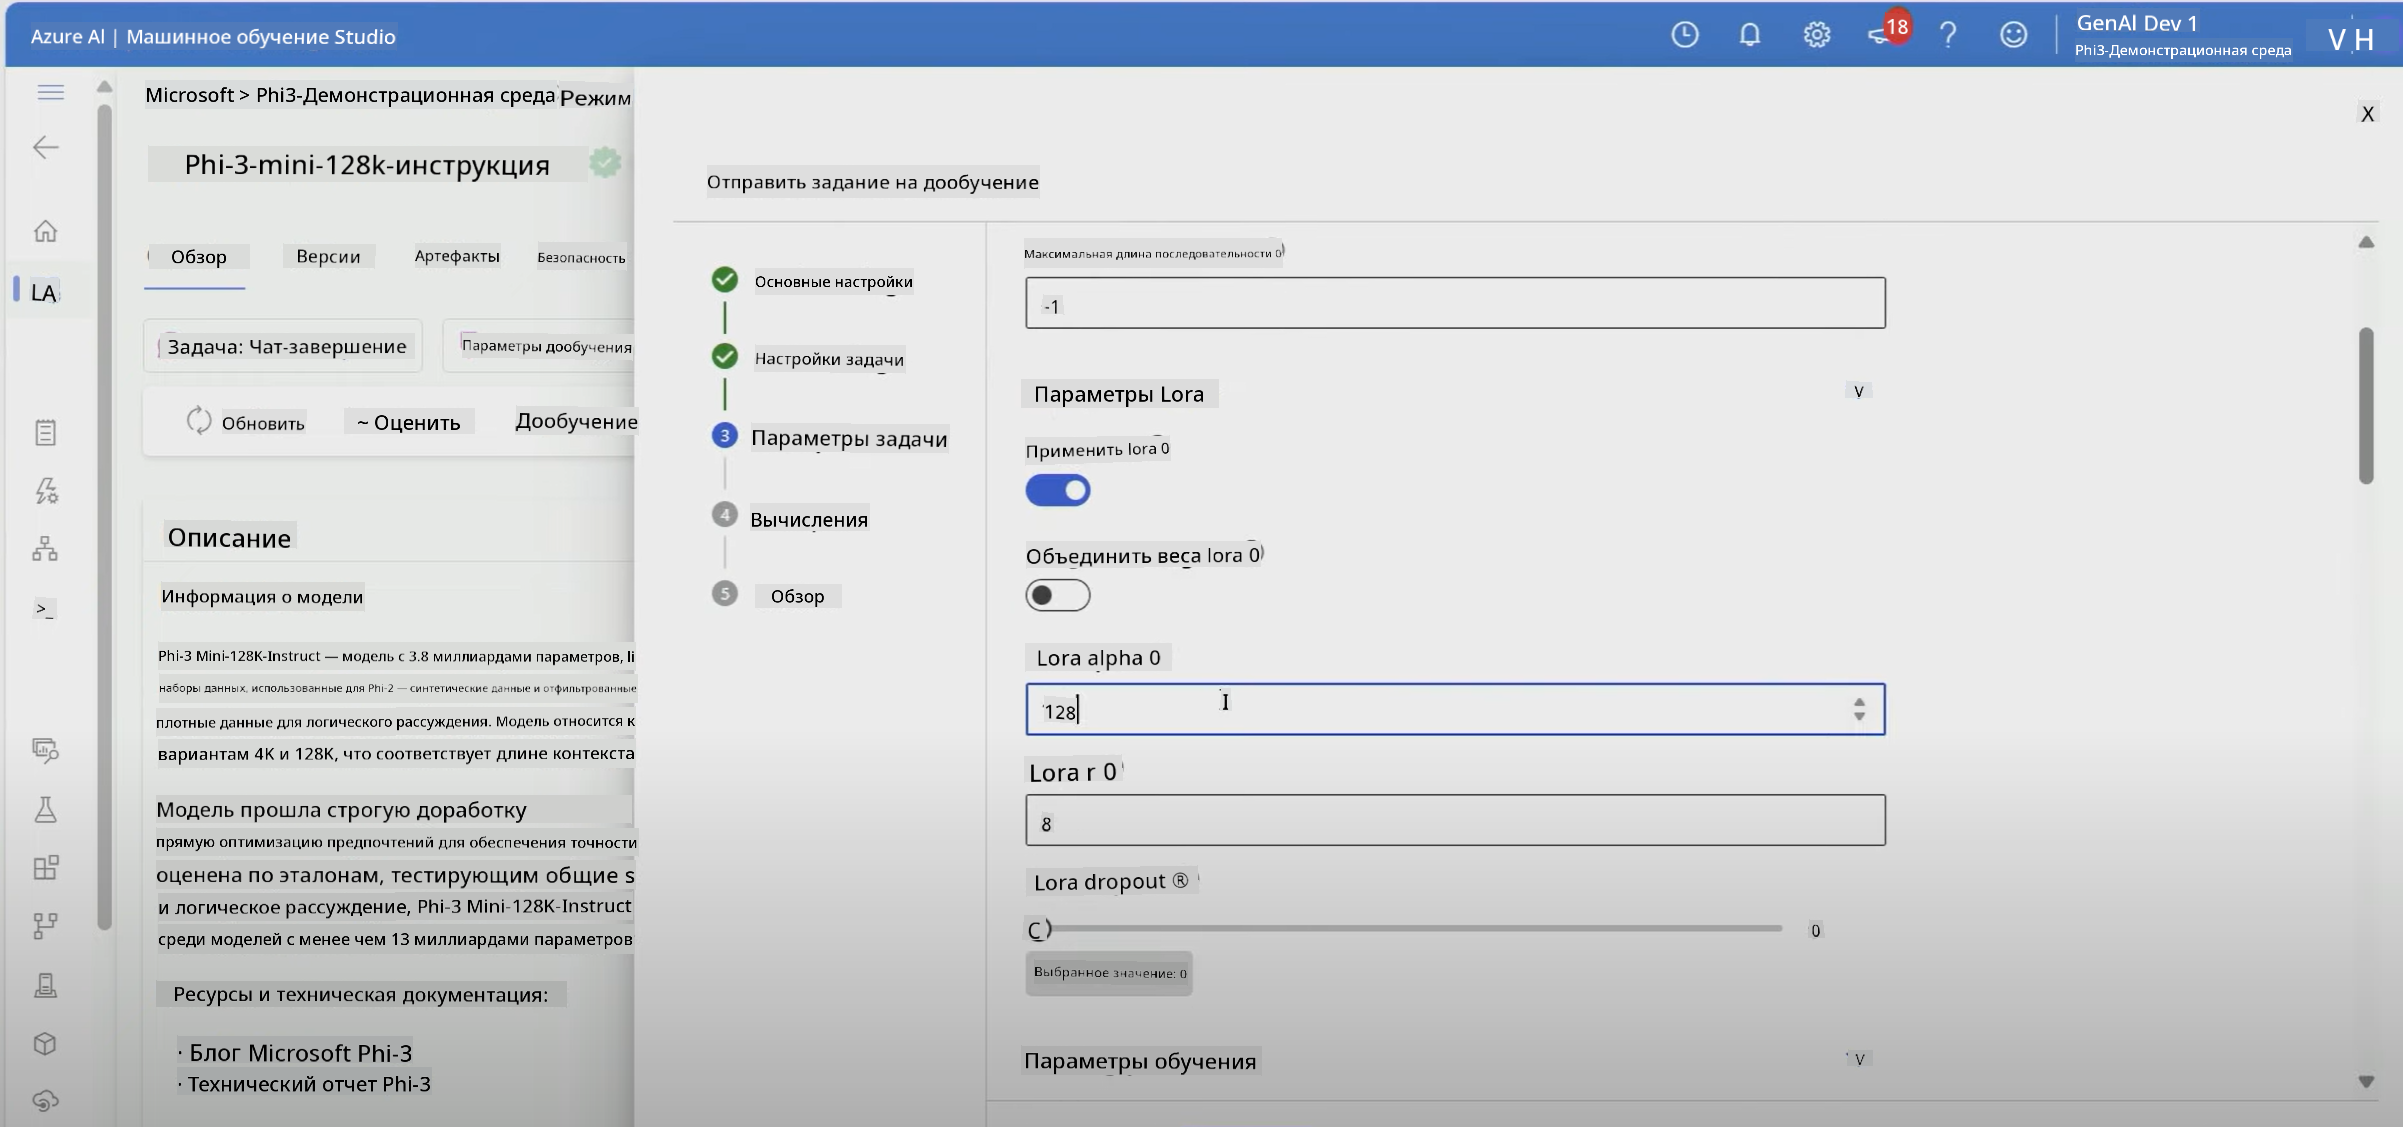 Azure AI | Машинное обучение Studio
18
GenAI Dev 1
Phi3-Демонстрационная среда
V H
Microsoft > Phi3-Демонстрационная среда
Режим
X
Phi-3-mini-128k-инструкция
Отправить задание на дообучение
Обзор
Версии
Артефакты
Безопасность
LA
Задача: Чат-завершение
Параметры дообучения
Обновить
~ Оценить
Дообучение
Описание
Информация о модели
Phi-3 Mini-128K-Instruct — модель с 3.8 миллиардами параметров, li
наборы данных, использованные для Phi-2 — синтетические данные и отфильтрованные
плотные данные для логического рассуждения. Модель относится к
вариантам 4K и 128K, что соответствует длине контекста
Модель прошла строгую доработку
прямую оптимизацию предпочтений для обеспечения точности
оценена по эталонам, тестирующим общие s
и логическое рассуждение, Phi-3 Mini-128K-Instruct
среди моделей с менее чем 13 миллиардами параметров
Ресурсы и техническая документация:
· Блог Microsoft Phi-3
· Технический отчет Phi-3
>_
Основные настройки
Настройки задачи
3 Параметры задачи
4 Вычисления
5 Обзор
Максимальная длина последовательности 0
-1
Параметры Lora
V
Применить lora 0
Объединить веса lora 0
Lora alpha 0
128
Lora r 0
8
Lora dropout ®
C
0
Выбранное значение: 0
Параметры обучения
V